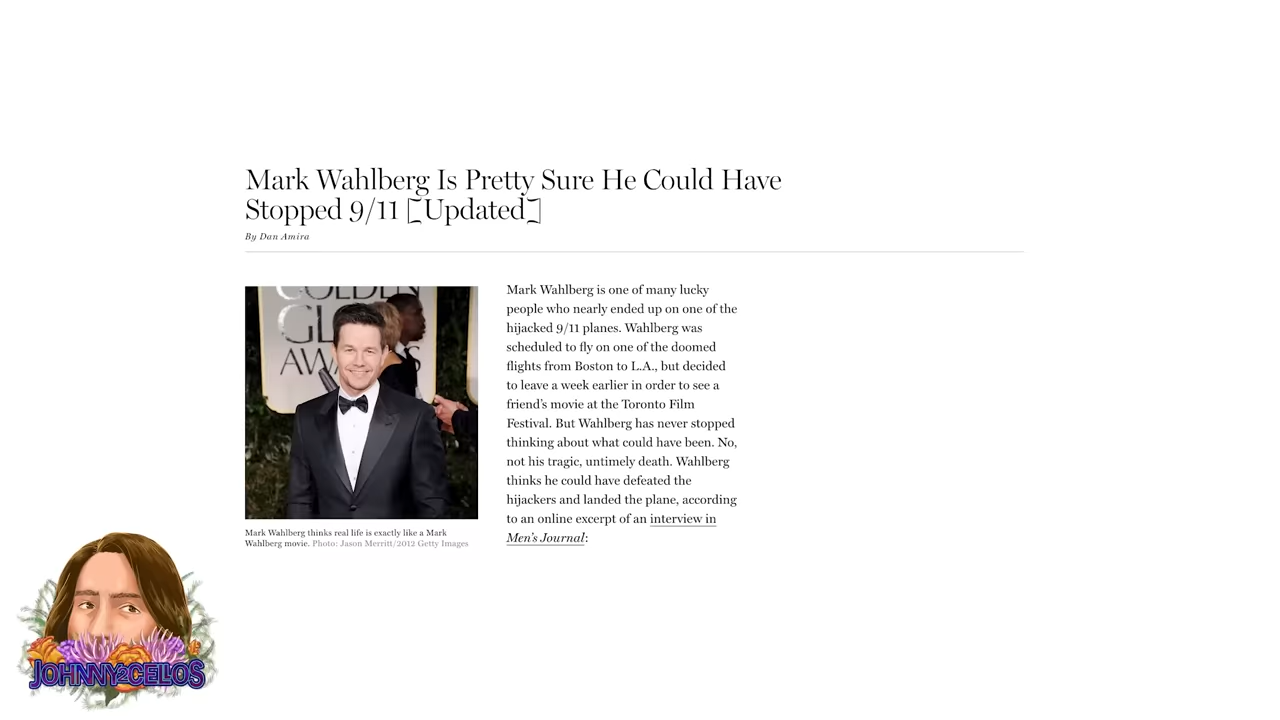 Mark Wahlberg Is Pretty Sure He Could Have
Stopped 9/11 [Updated]
By Dan Amira
GOLDEN
GL
AWA
Mark Wahlberg thinks real life is exactly like a Mark
Wahlberg movie. Photo: Jason Merritt/2012 Getty Images
Mark Wahlberg is one of many lucky
people who nearly ended up on one of the
hijacked 9/11 planes. Wahlberg was
scheduled to fly on one of the doomed
flights from Boston to L.A., but decided
to leave a week earlier in order to see a
friend's movie at the Toronto Film
Festival. But Wahlberg has never stopped
thinking about what could have been. No,
not his tragic, untimely death. Wahlberg
thinks he could have defeated the
hijackers and landed the plane, according
to an online excerpt of an interview in
Men's Journal:
JOHNNY2CELLOS